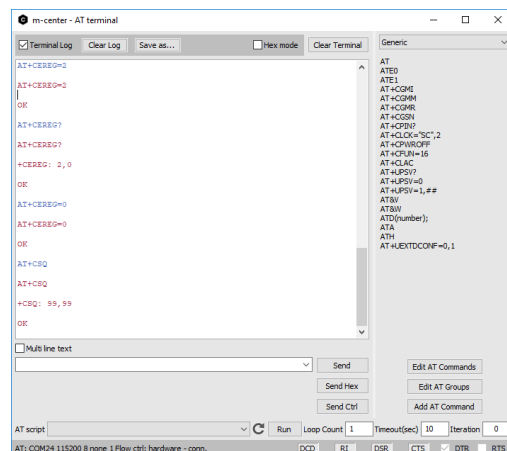 m-center - AT terminal
Terminal Log Clear Log Save as... Hex mode Clear Terminal Generic
AT+CEREG=2
AT+CEREG=2
OK
AT+CEREG?
AT+CEREG?
+CEREG: 2,0
OK
AT+CEREG=0
AT+CEREG=0
OK
AT+CSQ
AT+CSQ
+CSQ: 99,99
OK
AT
ATE0
ATE1
AT+CGMI
AT+CGMM
AT+CGMR
AT+CGSN
AT+CPIN?
AT+CLCK="SC",2
AT+CPWROFF
AT+CFUN=16
AT+CLAC
AT+UPSV?
AT+UPSV=0
AT+UPSV=1,##
AT&V
AT&W
ATD(number);
ATA
ATH
AT+UEXTDCONF=0,1
Multi line text
Send Edit AT Commands
Send Hex Edit AT Groups
Send Ctrl Add AT Command
AT script Run Loop Count 1 Timeout(sec) 10 Iteration 0
AT: COM24 115200 8 none 1 Flow ctrl: hardware - conn. DCD RI DSR CTS DTR RTS